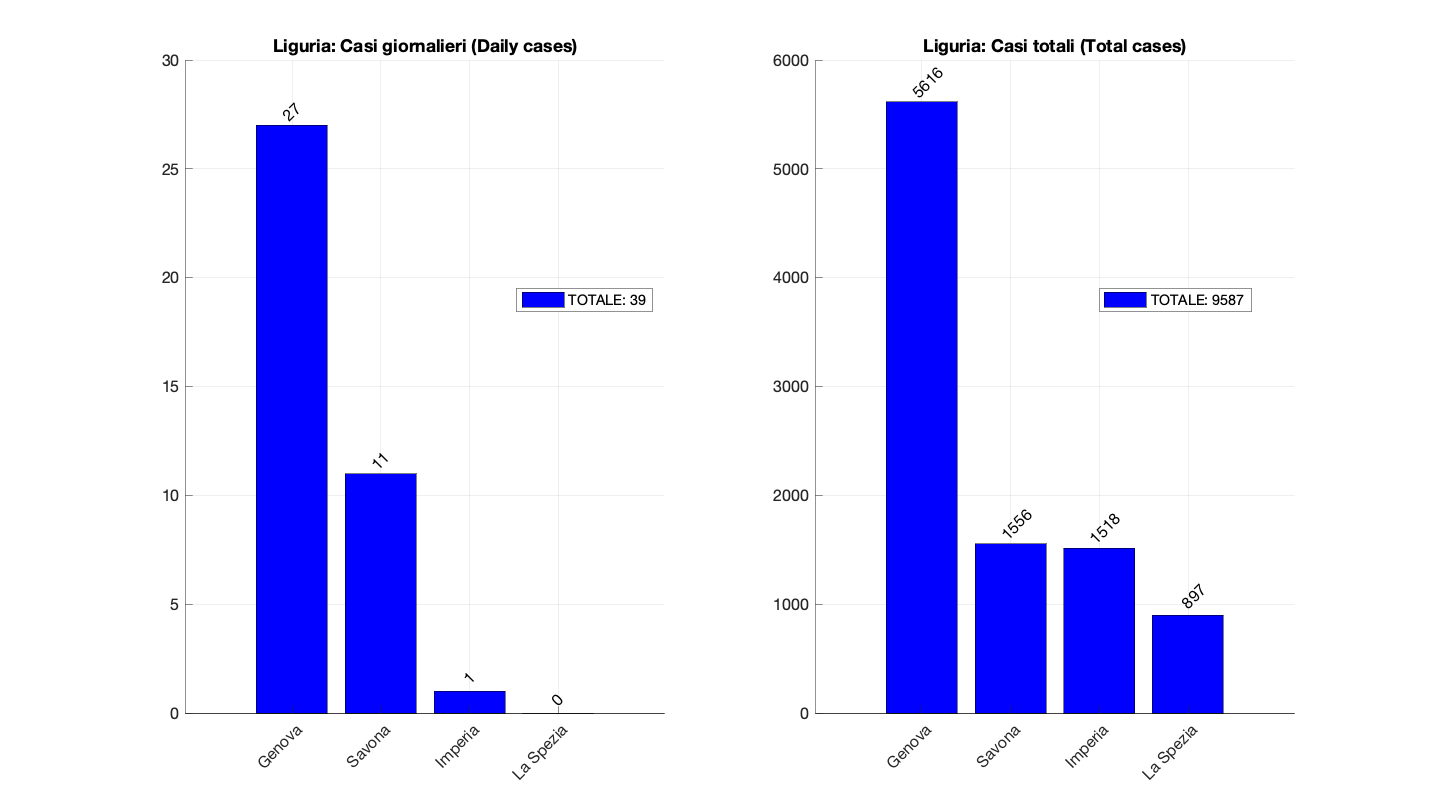 Liguria: Casi giornalieri (Daily cases)
30
25
20
15
10
5
0
27
11
1
0
TOTALE: 39
Genova
Savona
Imperia
La Spezia
Liguria: Casi totali (Total cases)
6000
5000
4000
3000
2000
1000
0
5616
1556
1518
897
TOTALE: 9587
Genova
Savona
Imperia
La Spezia